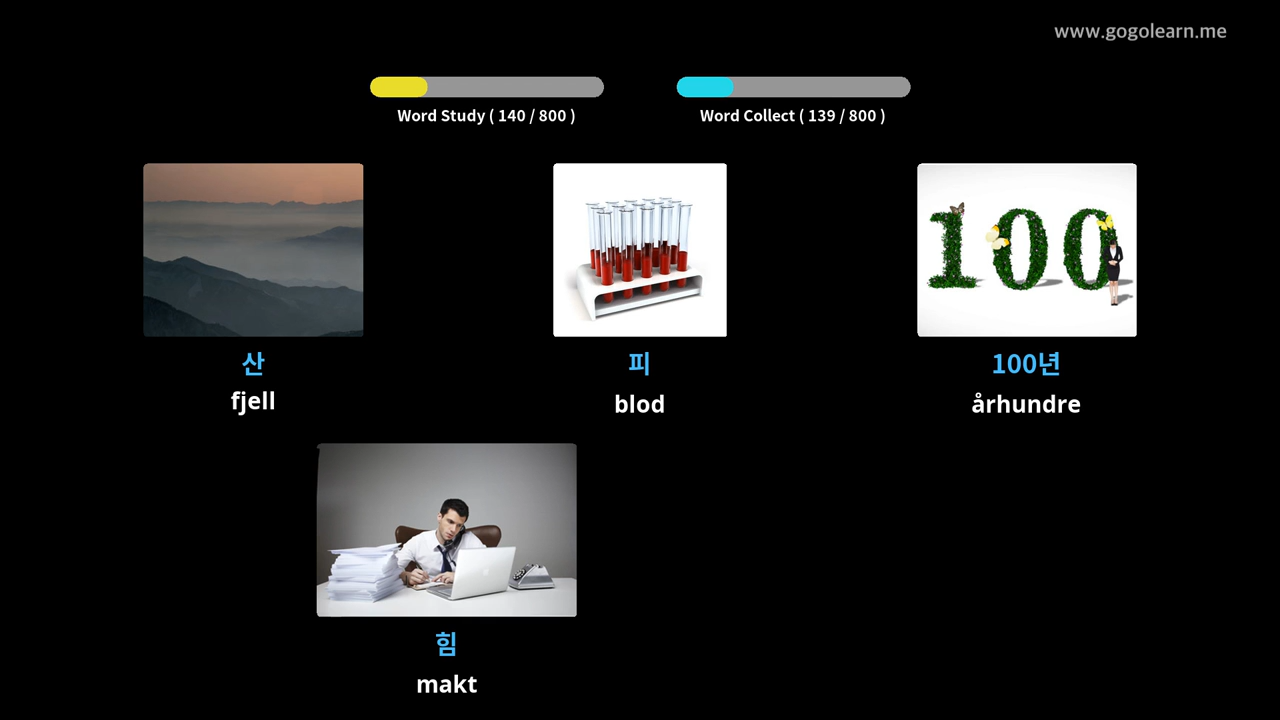 www.gogolearn.me
Word Study ( 140 / 800 )
Word Collect ( 139 / 800 )
산
fjell
피
blod
100년
århundre
힘
makt